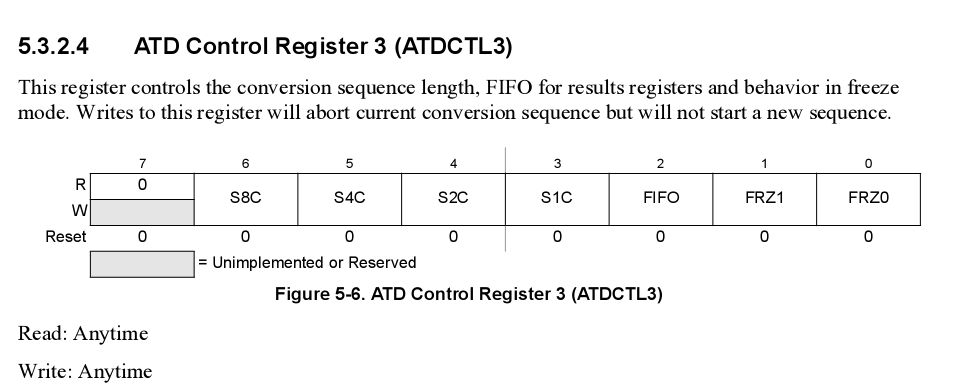 5.3.2.4 ATD Control Register 3 (ATDCTL3)
This register controls the conversion sequence length, FIFO for results registers and behavior in freeze
mode. Writes to this register will abort current conversion sequence but will not start a new sequence.
7 6 5 4 3 2 1 0
R 0
S8C S4C S2C S1C FIFO FRZ1 FRZ0
W
Reset 0 0 0 0 0 0 0 0
= Unimplemented or Reserved
Figure 5-6. ATD Control Register 3 (ATDCTL3)
Read: Anytime
Write: Anytime